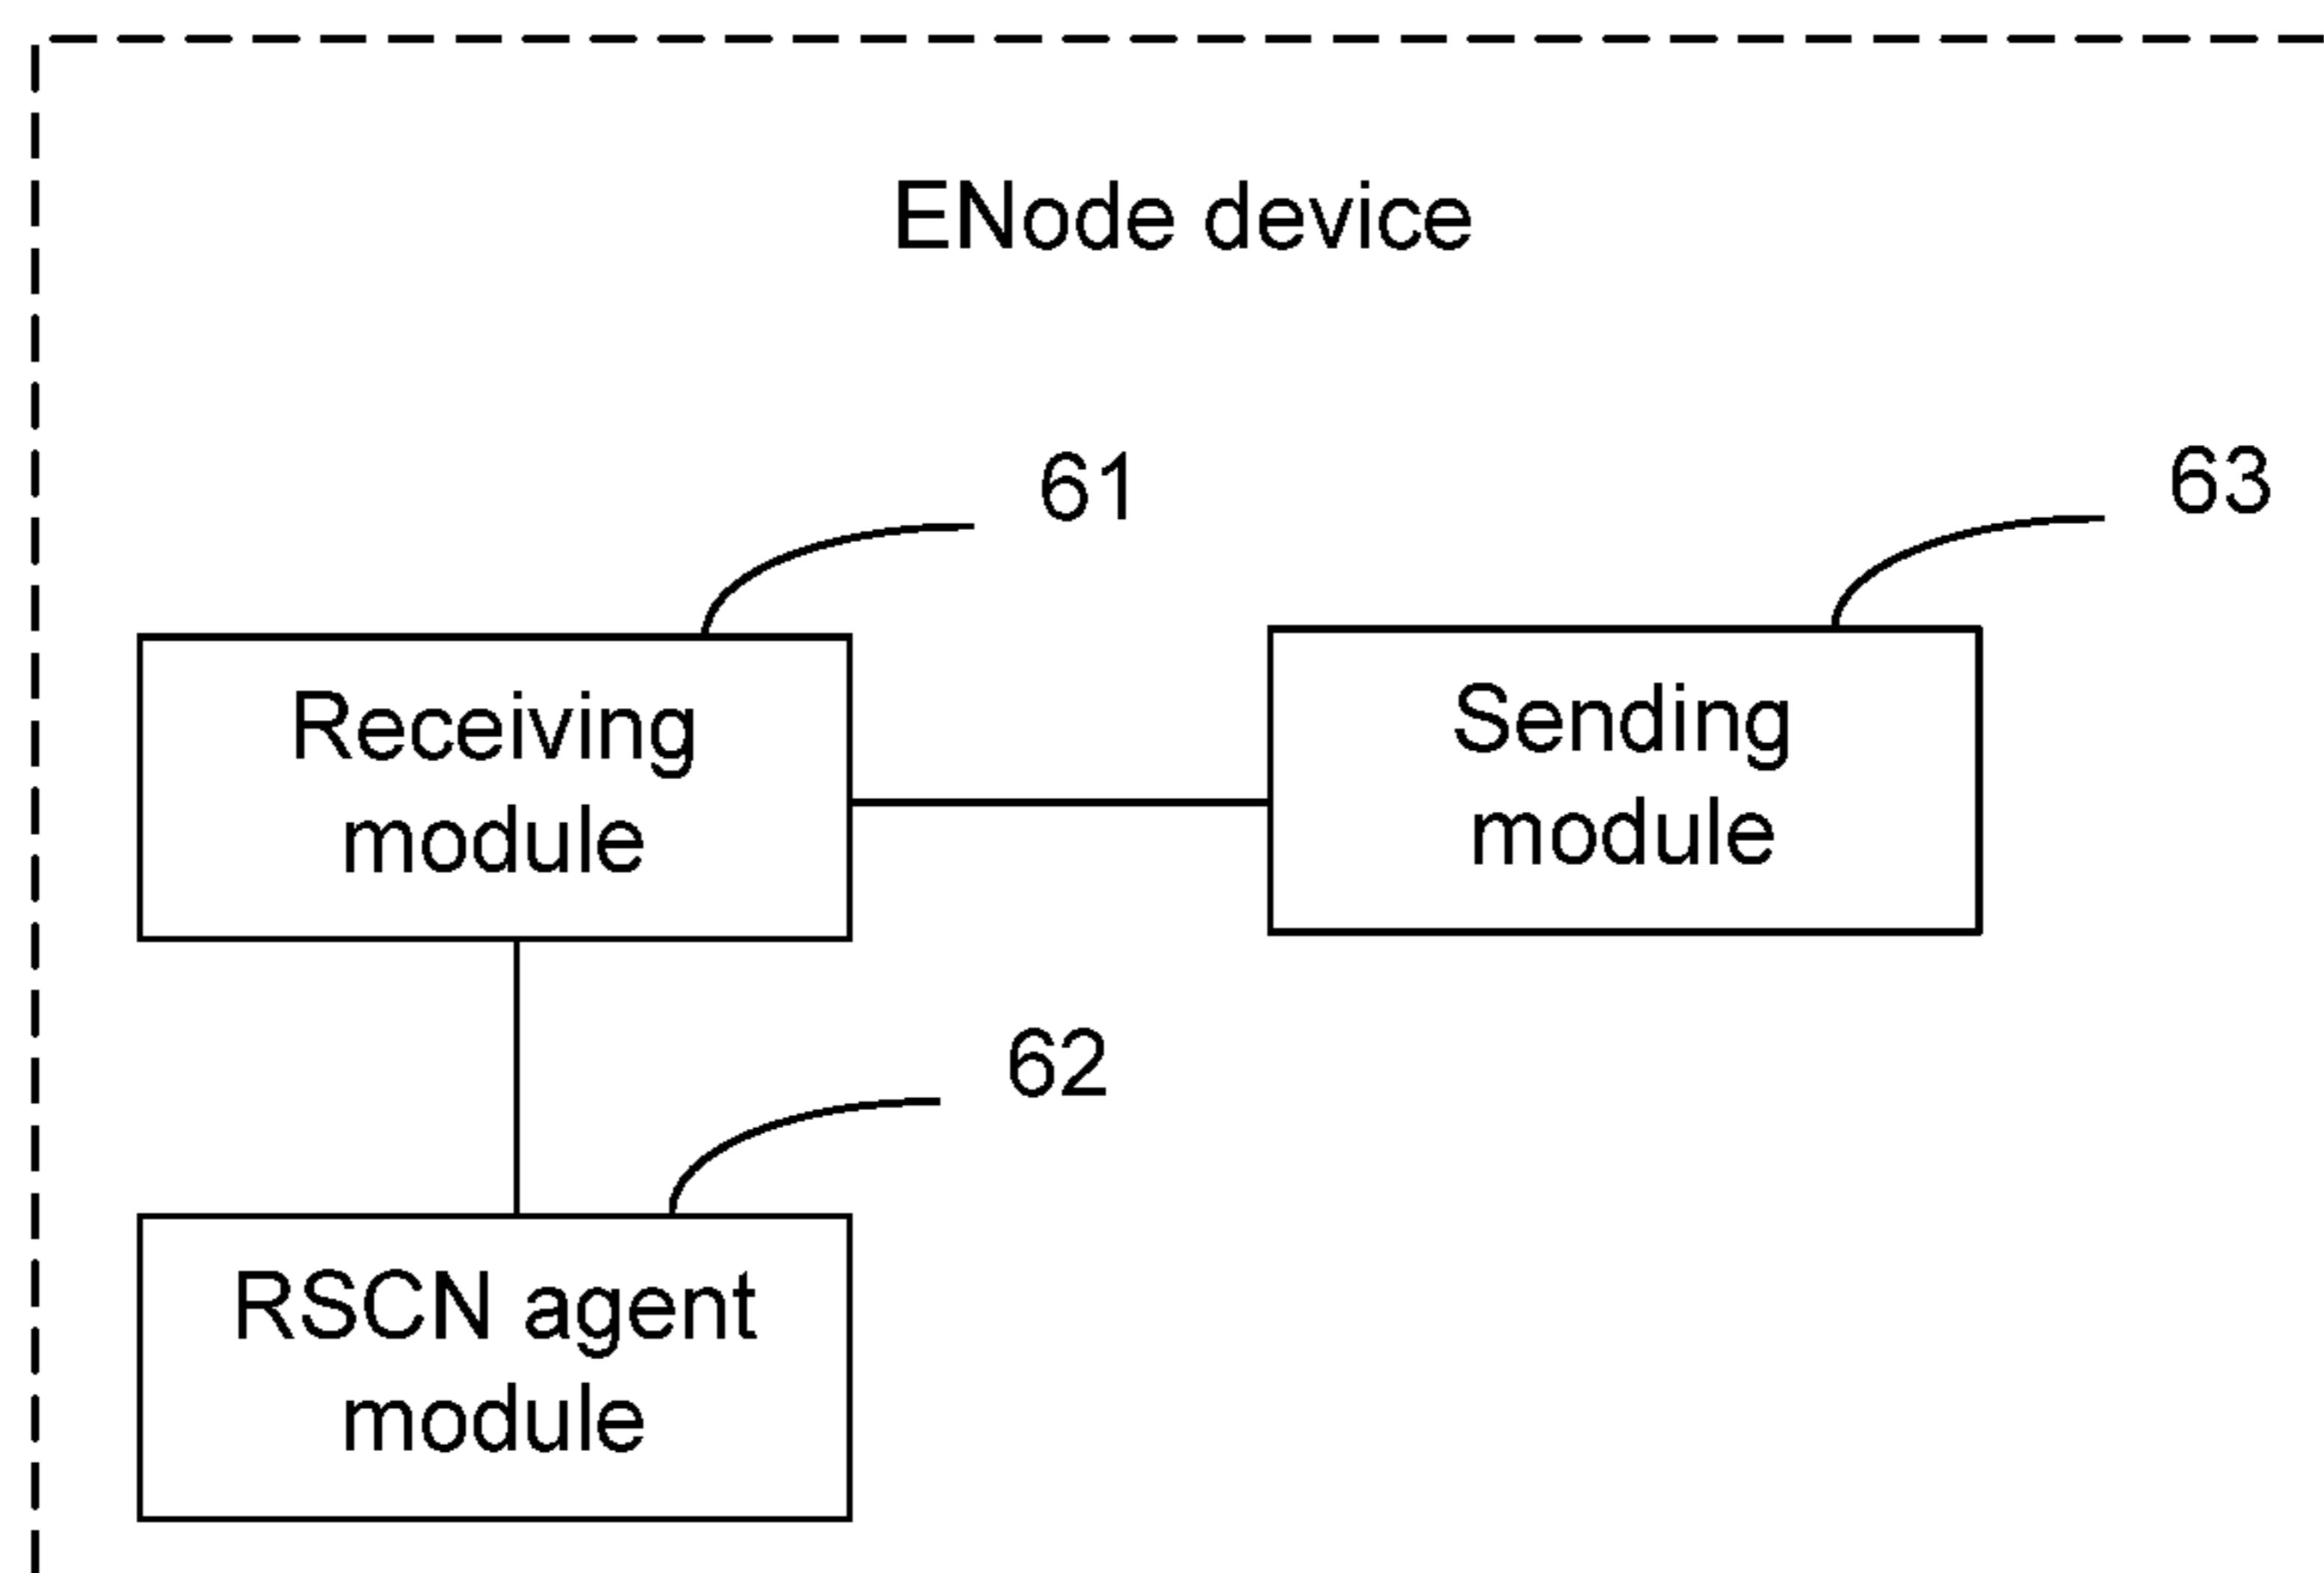 ENode device
61
63
Receiving
module
Sending
module
62
RSCN agent
module